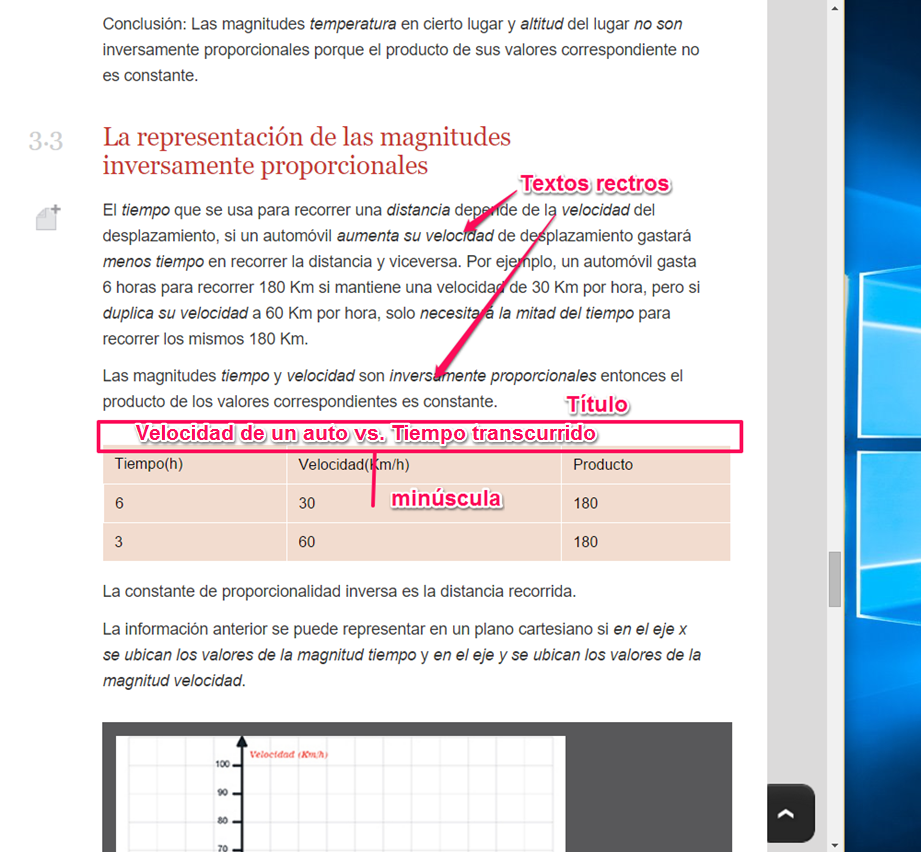 Conclusión: Las magnitudes temperatura en cierto lugar y altitud del lugar no son
inversamente proporcionales porque el producto de sus valores correspondiente no
es constante.
3.3
La representación de las magnitudes
inversamente proporcionales
Textos rectros
El tiempo que se usa para recorrer una distancia depende de la velocidad del
desplazamiento, si un automóvil aumenta su velocidad de desplazamiento gastará
menos tiempo en recorrer la distancia y viceversa. Por ejemplo, un automóvil gasta
6 horas para recorrer 180 Km si mantiene una velocidad de 30 Km por hora, pero si
duplica su velocidad a 60 Km por hora, solo necesitará la mitad del tiempo para
recorrer los mismos 180 Km.
Las magnitudes tiempo y velocidad son inversamente proporcionales entonces el
producto de los valores correspondientes es constante.
Título
Velocidad de un auto vs. Tiempo transcurrido
Tiempo(h) Velocidad(Km/h) Producto
6 30 180
minúscula
3 60 180
La constante de proporcionalidad inversa es la distancia recorrida.
La información anterior se puede representar en un plano cartesiano si en el eje x
se ubican los valores de la magnitud tiempo y en el eje y se ubican los valores de la
magnitud velocidad.
Velocidad (Km/h)
100
90
80
70